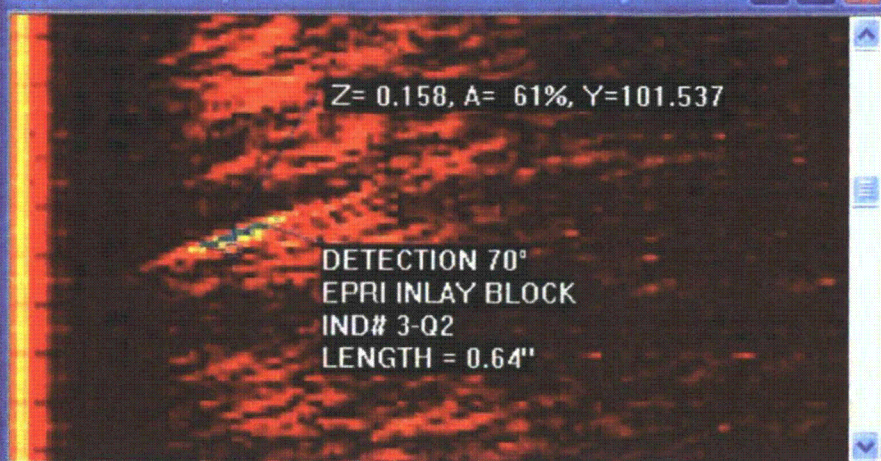 Z= 0.158, A= 61%, Y=101.537
DETECTION 70°
EPRI INLAY BLOCK
IND# 3-Q2
LENGTH = 0.64"